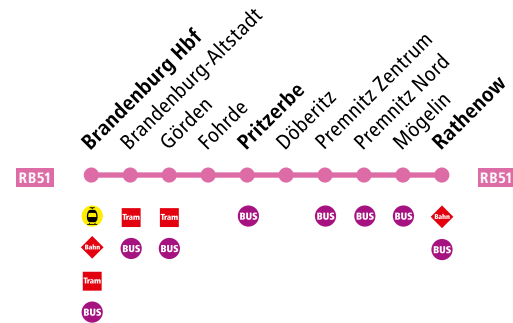 Brandenburg Hbf
Brandenburg-Altstadt
Görden
Fohrde
Pritzerbe
Döberitz
Premnitz Zentrum
Premnitz Nord
Mögelin
Rathenow
RB51 RB51
Tram Tram BUS BUS BUS BUS Bahn
Bahn BUS BUS BUS
Tram
BUS